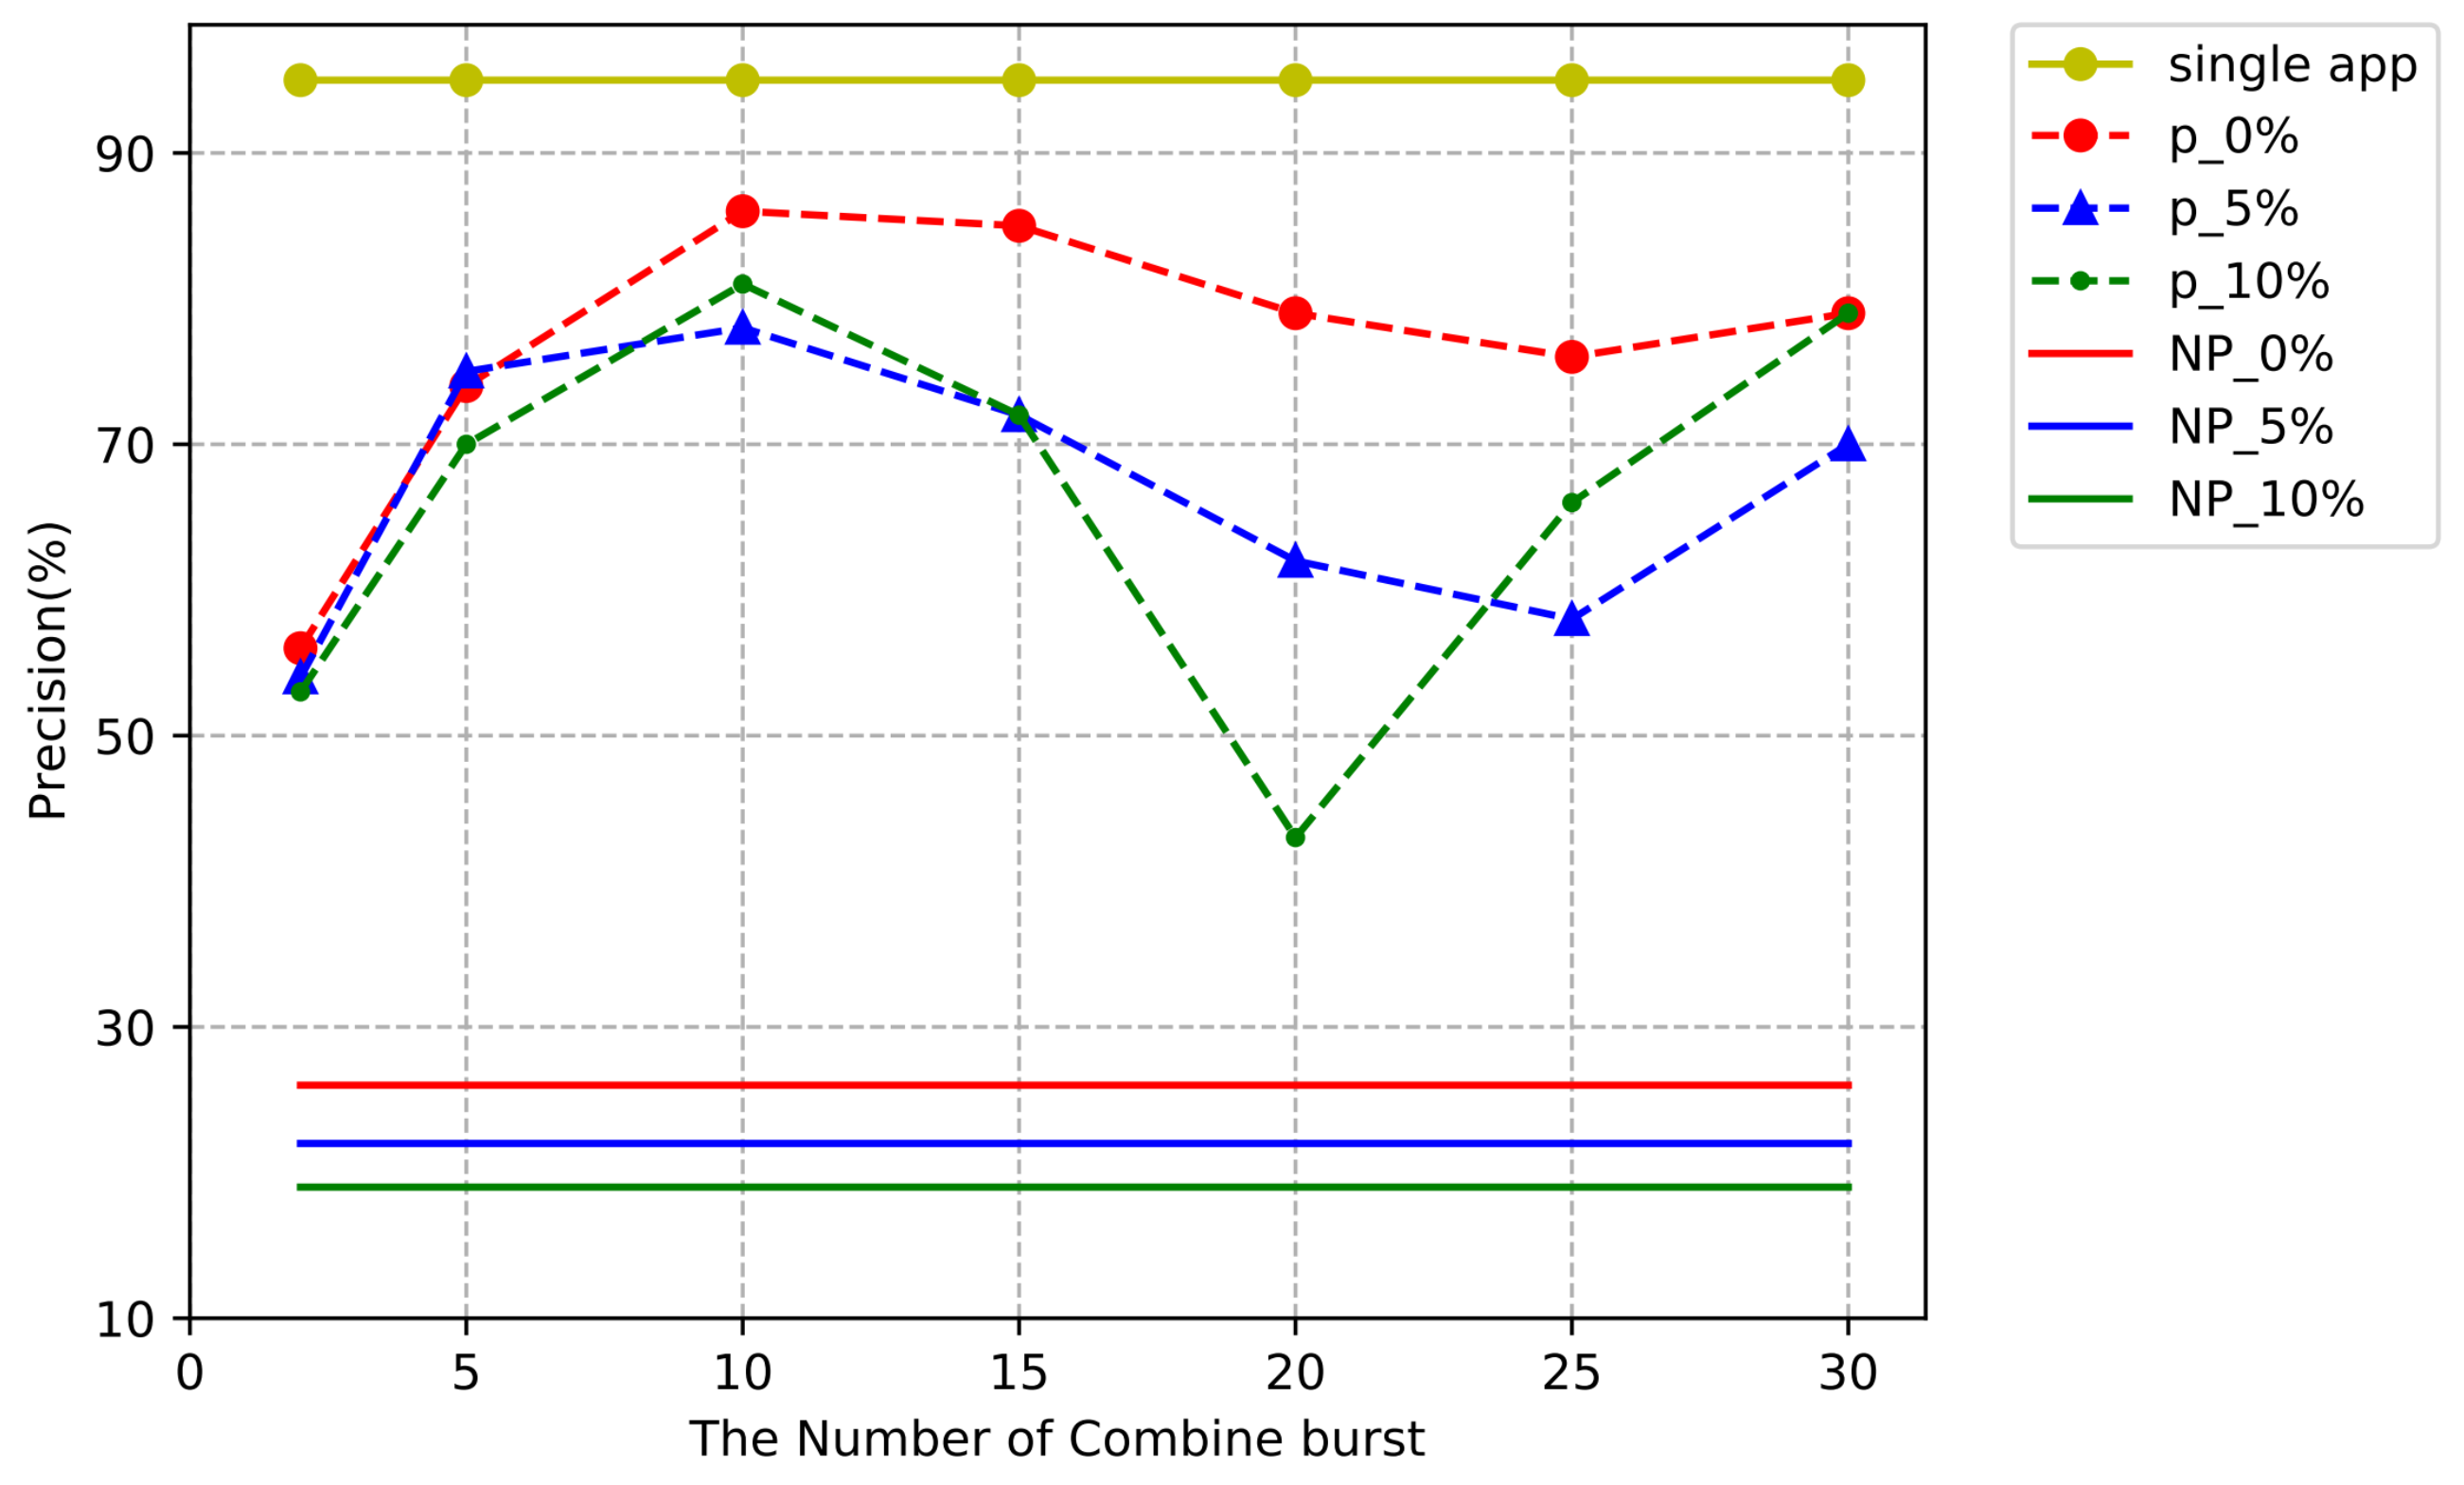 single app
p_0%
p_5%
p_10%
NP_0%
NP_5%
NP_10%
Precision(%)
90
70
50
30
10
0 5 10 15 20 25 30
The Number of Combine burst